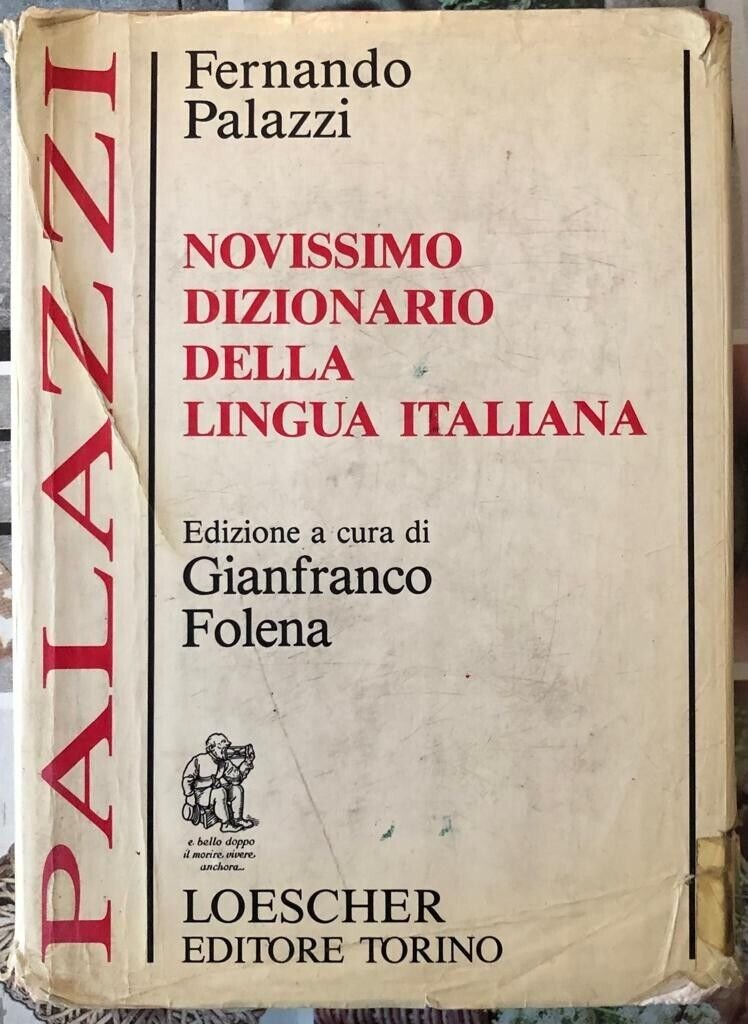 PALAZZI
Fernando
Palazzi
NOVISSIMO
DIZIONARIO
DELLA
LINGUA ITALIANA
Edizione a cura di
Gianfranco
Folena
e bello doppo
il morire vivere
anchora...
LOESCHER
EDITORE TORINO